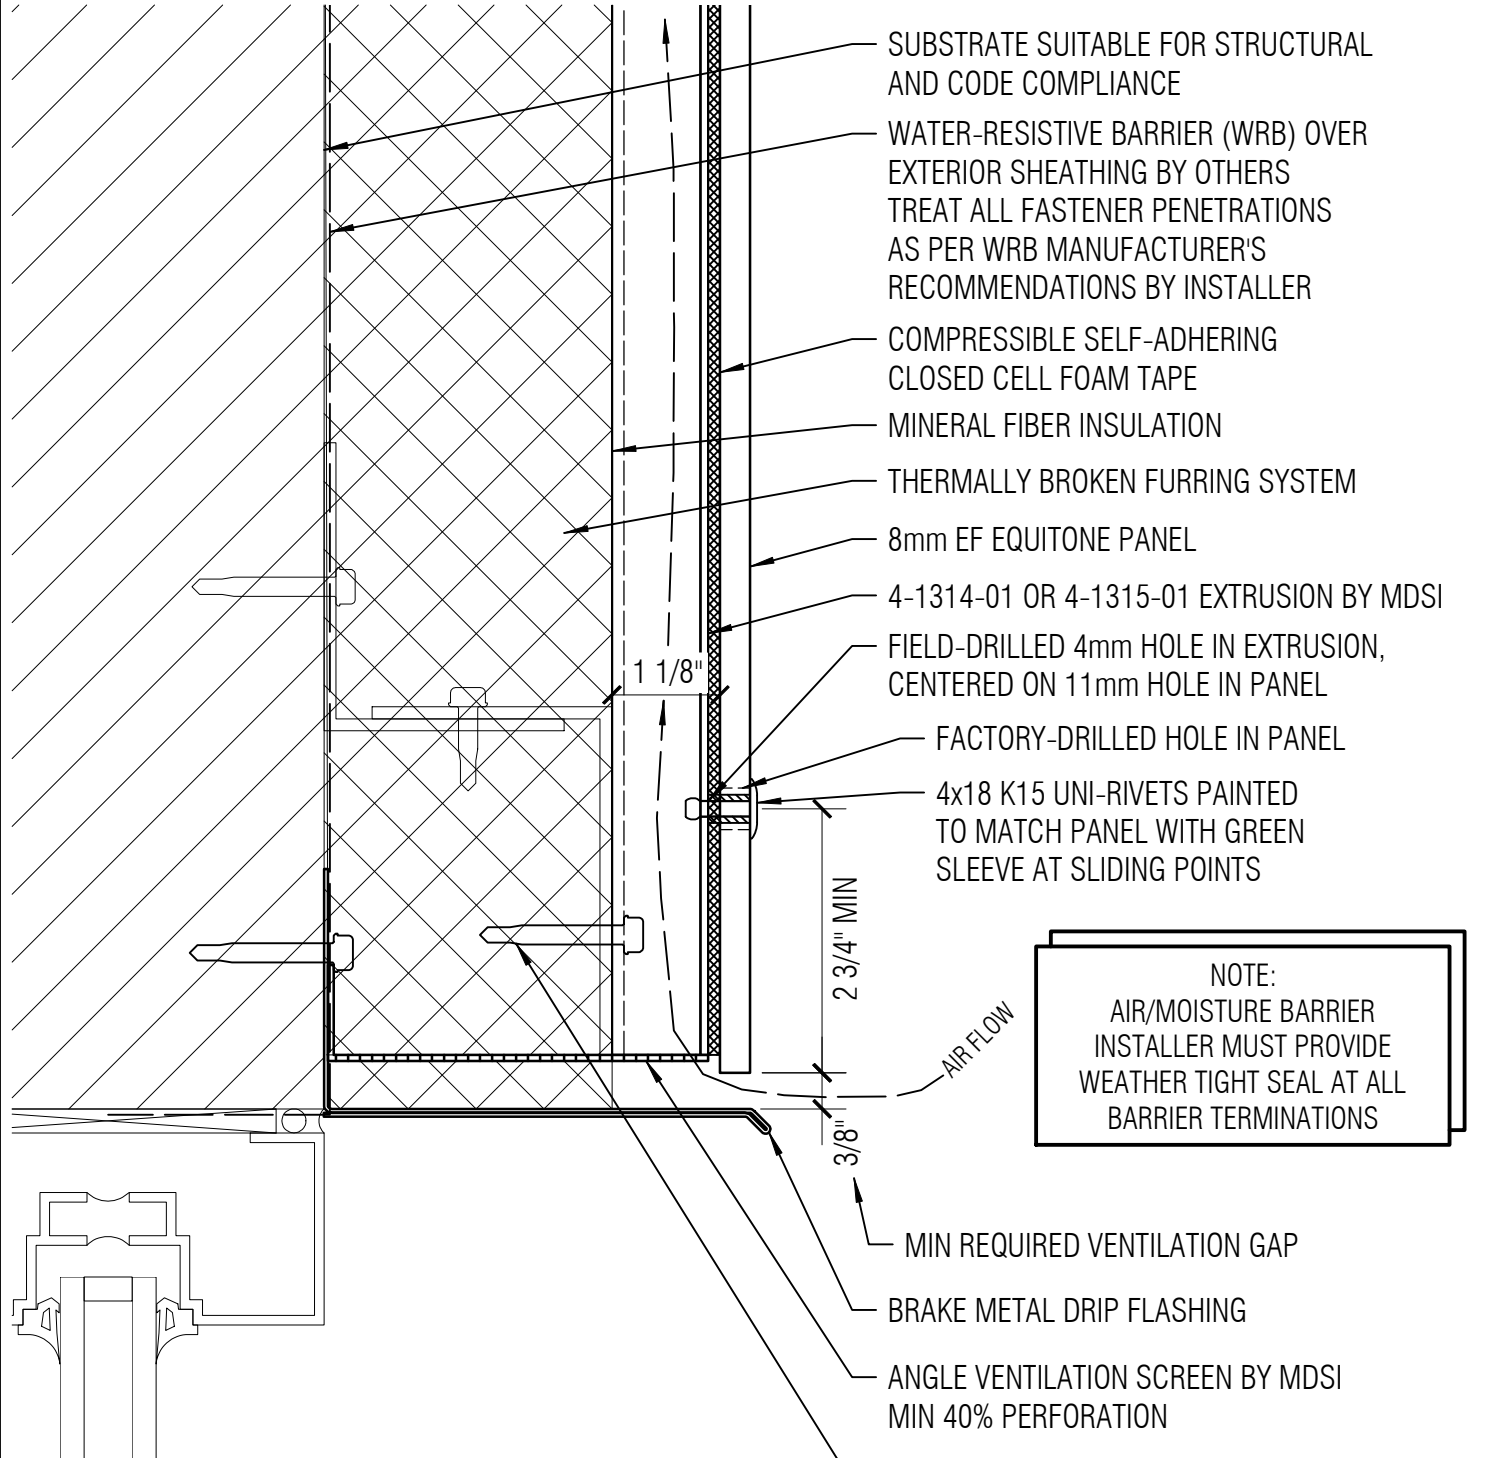 SUBSTRATE SUITABLE FOR STRUCTURAL
AND CODE COMPLIANCE
WATER-RESISTIVE BARRIER (WRB) OVER
EXTERIOR SHEATHING BY OTHERS
TREAT ALL FASTENER PENETRATIONS
AS PER WRB MANUFACTURER'S
RECOMMENDATIONS BY INSTALLER
COMPRESSIBLE SELF-ADHERING
CLOSED CELL FOAM TAPE
MINERAL FIBER INSULATION
THERMALLY BROKEN FURRING SYSTEM
8mm EF EQUITONE PANEL
4-1314-01 OR 4-1315-01 EXTRUSION BY MDSI
FIELD-DRILLED 4mm HOLE IN EXTRUSION,
CENTERED ON 11mm HOLE IN PANEL
1 1/8"
FACTORY-DRILLED HOLE IN PANEL
4x18 K15 UNI-RIVETS PAINTED
TO MATCH PANEL WITH GREEN
SLEEVE AT SLIDING POINTS
2 3/4" MIN
NOTE:
AIR/MOISTURE BARRIER
INSTALLER MUST PROVIDE
WEATHER TIGHT SEAL AT ALL
BARRIER TERMINATIONS
AIR FLOW
3/8"
MIN REQUIRED VENTILATION GAP
BRAKE METAL DRIP FLASHING
ANGLE VENTILATION SCREEN BY MDSI
MIN 40% PERFORATION